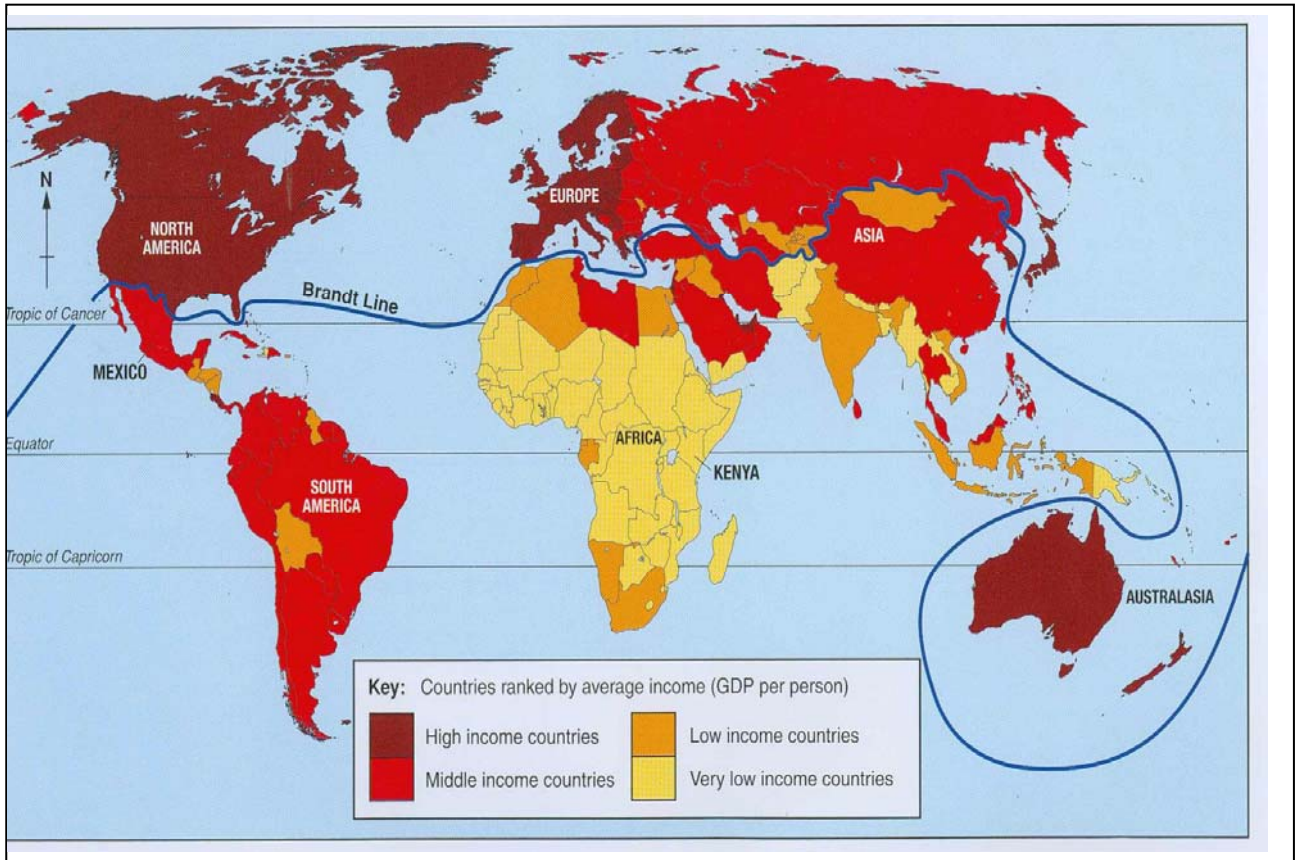 N
NORTH
AMERICA
EUROPE
ASIA
Brandt Line
Tropic of Cancer
MEXICO
AFRICA
Equator
KENYA
SOUTH
AMERICA
Tropic of Capricorn
AUSTRALASIA
Key: Countries ranked by average income (GDP per person)
High income countries
Low income countries
Middle income countries
Very low income countries